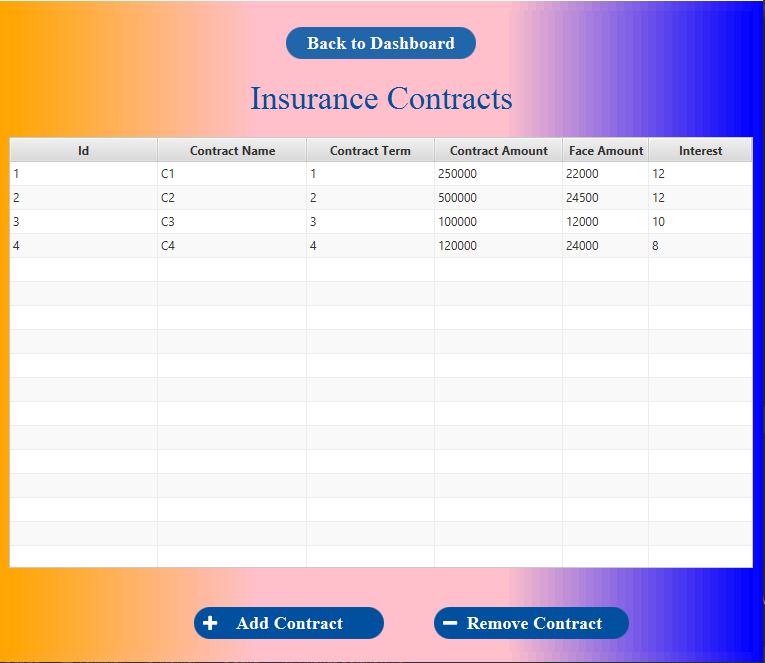 Back to Dashboard
Insurance Contracts
Id Contract Name Contract Term Contract Amount Face Amount Interest
1 C1 1 250000 22000 12
2 C2 2 500000 24500 12
3 C3 3 100000 12000 10
4 C4 4 120000 24000 8
Add Contract Remove Contract